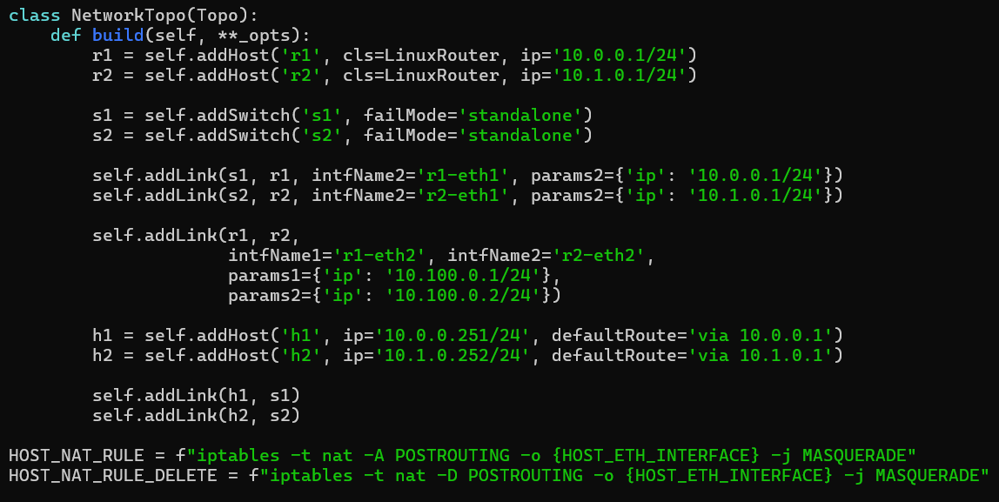 class NetworkTopo(Topo):
    def build(self, **_opts):
        r1 = self.addHost('r1', cls=LinuxRouter, ip='10.0.0.1/24')
        r2 = self.addHost('r2', cls=LinuxRouter, ip='10.1.0.1/24')

        s1 = self.addSwitch('s1', failMode='standalone')
        s2 = self.addSwitch('s2', failMode='standalone')

        self.addLink(s1, r1, intfName2='r1-eth1', params2={'ip': '10.0.0.1/24'})
        self.addLink(s2, r2, intfName2='r2-eth1', params2={'ip': '10.1.0.1/24'})

        self.addLink(r1, r2,
                     intfName1='r1-eth2', intfName2='r2-eth2',
                     params1={'ip': '10.100.0.1/24'},
                     params2={'ip': '10.100.0.2/24'})

        h1 = self.addHost('h1', ip='10.0.0.251/24', defaultRoute='via 10.0.0.1')
        h2 = self.addHost('h2', ip='10.1.0.252/24', defaultRoute='via 10.1.0.1')

        self.addLink(h1, s1)
        self.addLink(h2, s2)

HOST_NAT_RULE = f"iptables -t nat -A POSTROUTING -o {HOST_ETH_INTERFACE} -j MASQUERADE"
HOST_NAT_RULE_DELETE = f"iptables -t nat -D POSTROUTING -o {HOST_ETH_INTERFACE} -j MASQUERADE"